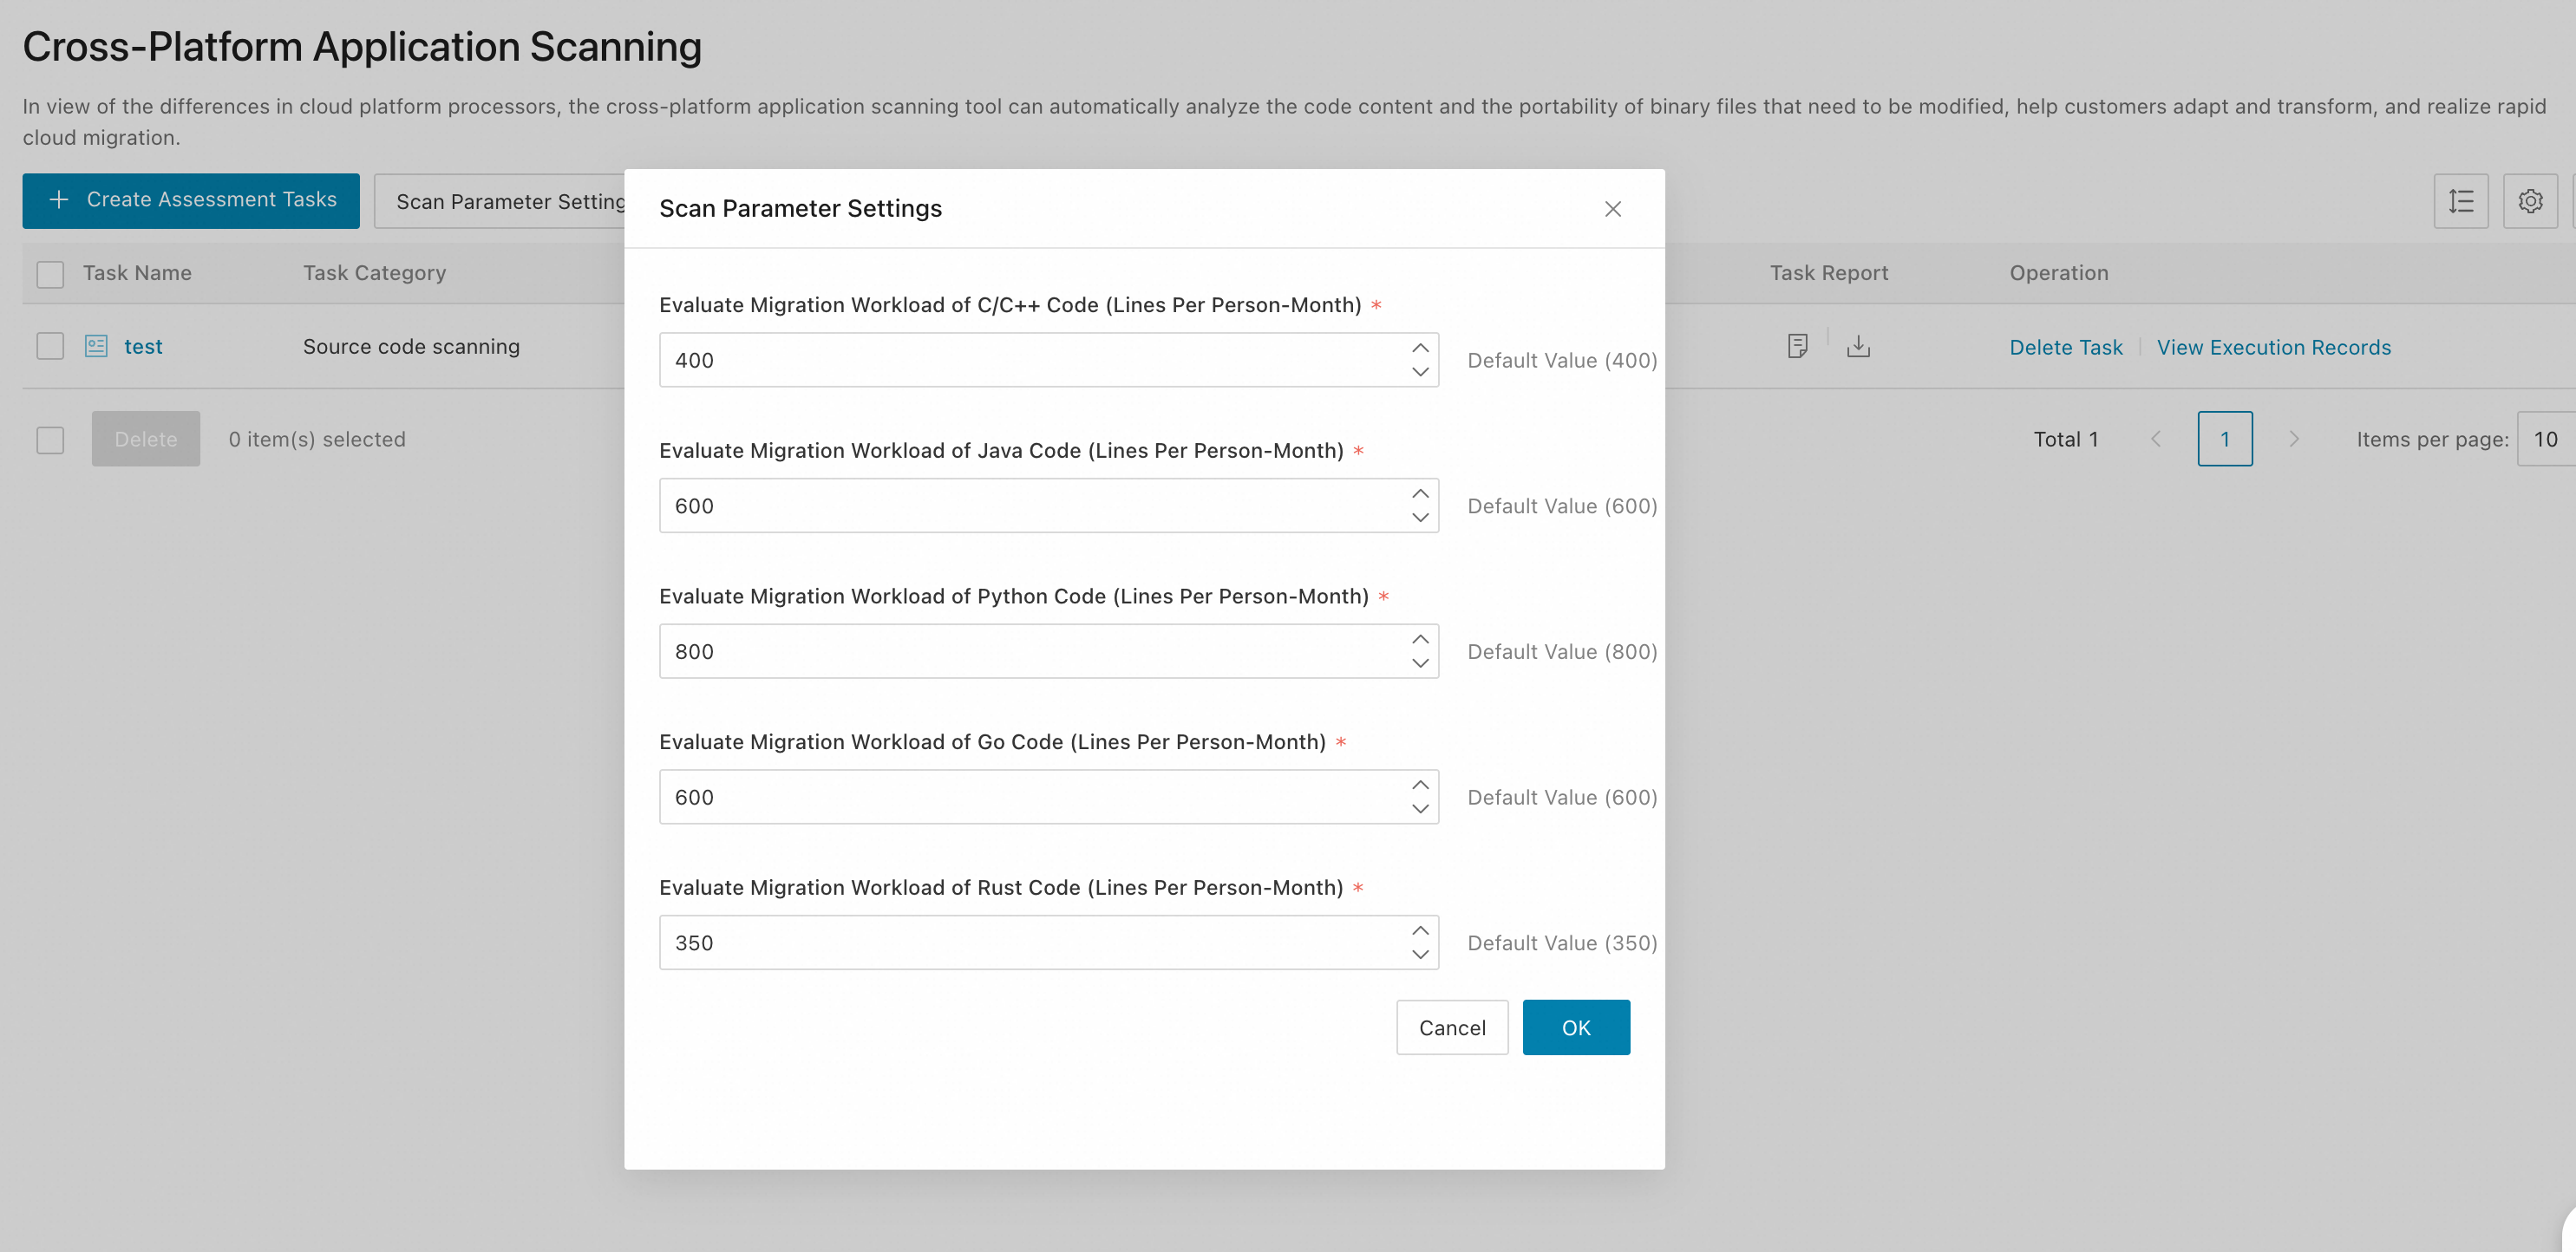 Cross-Platform Application Scanning
In view of the differences in cloud platform processors, the cross-platform application scanning tool can automatically analyze the code content and the portability of binary files that need to be modified, help customers adapt and transform, and realize rapid
cloud migration.
Create Assessment Tasks
Scan Parameter Setting
Task Name
Task Category
Task Report
Operation
test
Source code scanning
Delete Task
View Execution Records
Delete
0 item(s) selected
Total 1
1
Items per page:
10
Scan Parameter Settings
Evaluate Migration Workload of C/C++ Code (Lines Per Person-Month) *
400
Default Value (400)
Evaluate Migration Workload of Java Code (Lines Per Person-Month) *
600
Default Value (600)
Evaluate Migration Workload of Python Code (Lines Per Person-Month) *
800
Default Value (800)
Evaluate Migration Workload of Go Code (Lines Per Person-Month) *
600
Default Value (600)
Evaluate Migration Workload of Rust Code (Lines Per Person-Month) *
350
Default Value (350)
Cancel
OK